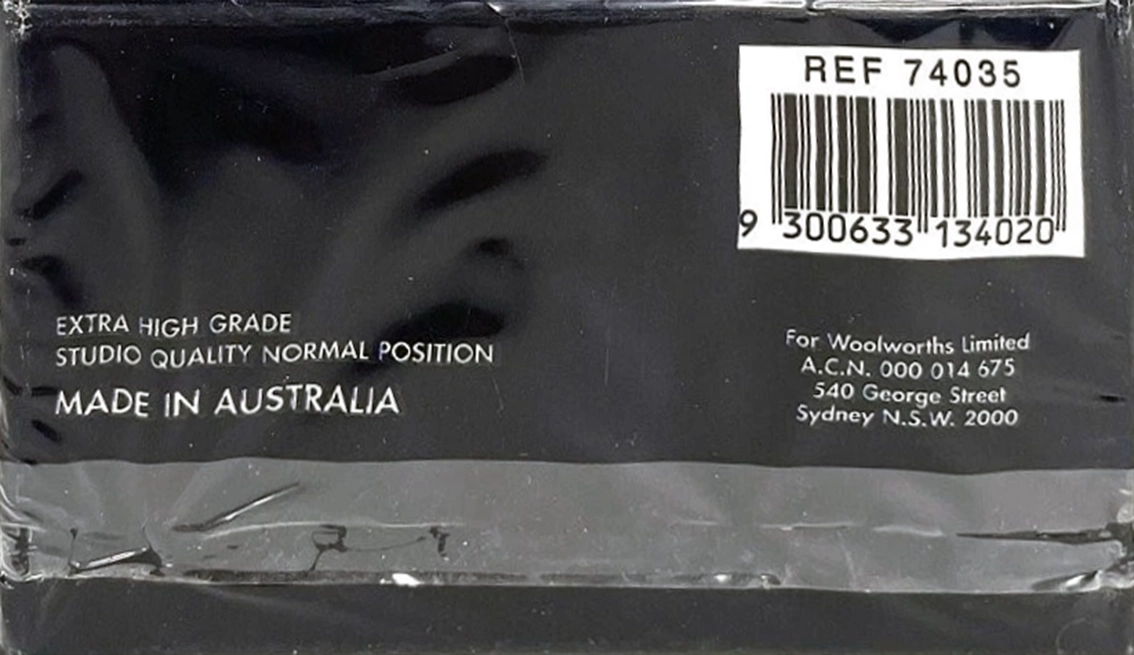 REF 74035
9 300633 134020
EXTRA HIGH GRADE
STUDIO QUALITY NORMAL POSITION
MADE IN AUSTRALIA
For Woolworths Limited
A.C.N. 000 014 675
540 George Street
Sydney N.S.W. 2000